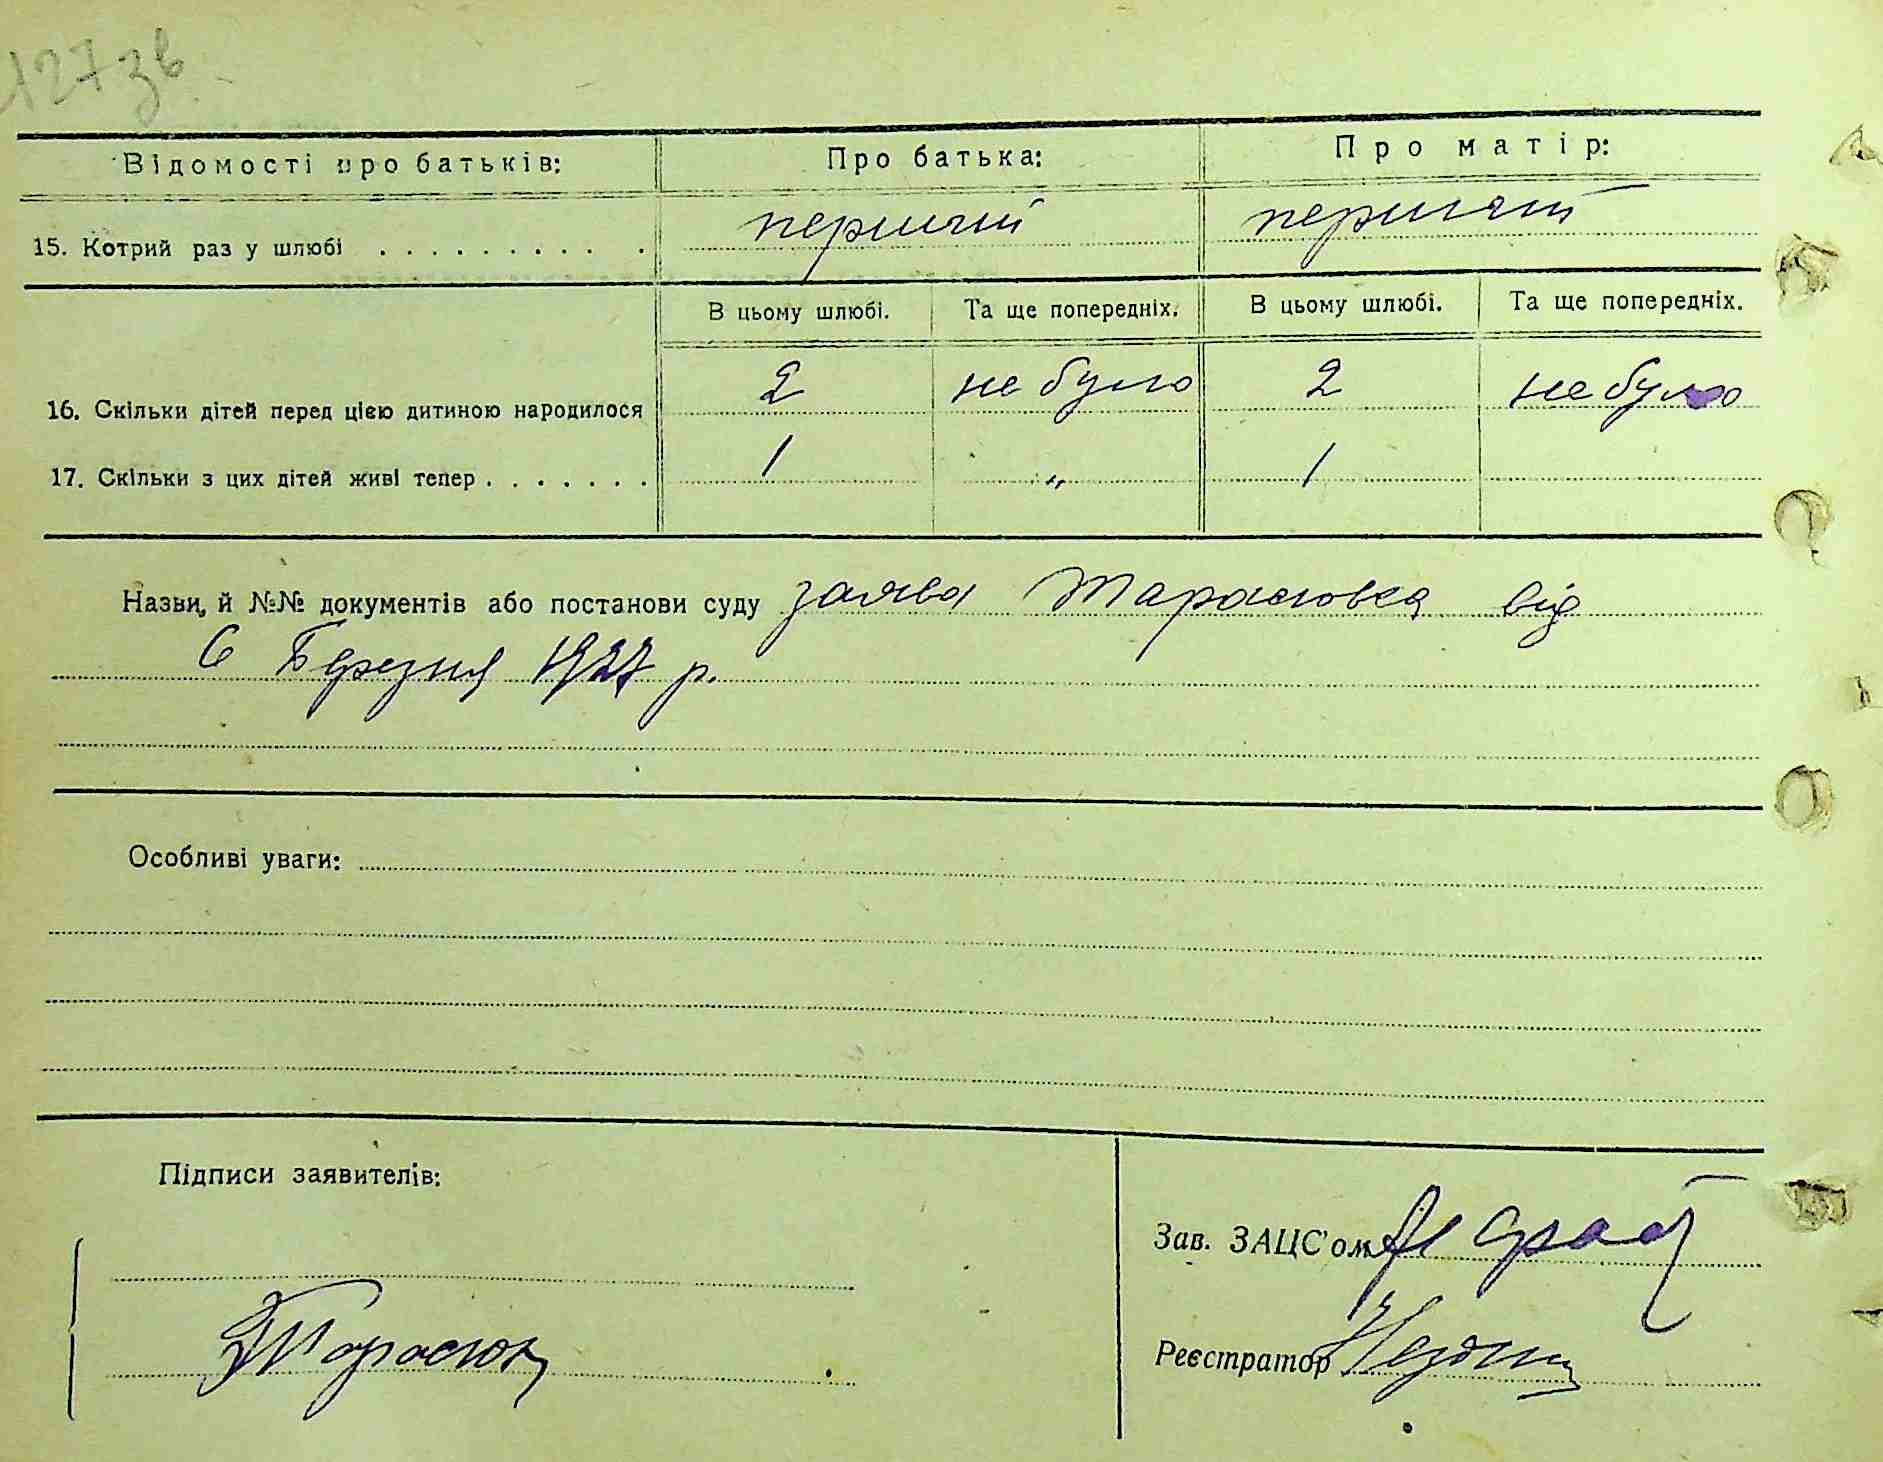 127 зв
Відомості про батьків: Про батька: Про матір:
15. Котрий раз у шлюбі . . . . . . . . . . перший перший
В цьому шлюбі. Та ще попередніх. В цьому шлюбі. Та ще попередніх.
16. Скільки дітей перед цією дитиною народилося 2 не було 2 не було
17. Скільки з цих дітей живі тепер . . . . . . . 1 „ 1
Назви, й №№ документів або постанови суду заява Тарасювка від
6 Березня 1927 р.
Особливі уваги:
Підписи заявителів:
Зав. ЗАЦС'ом
Тарасюк
Реєстратор